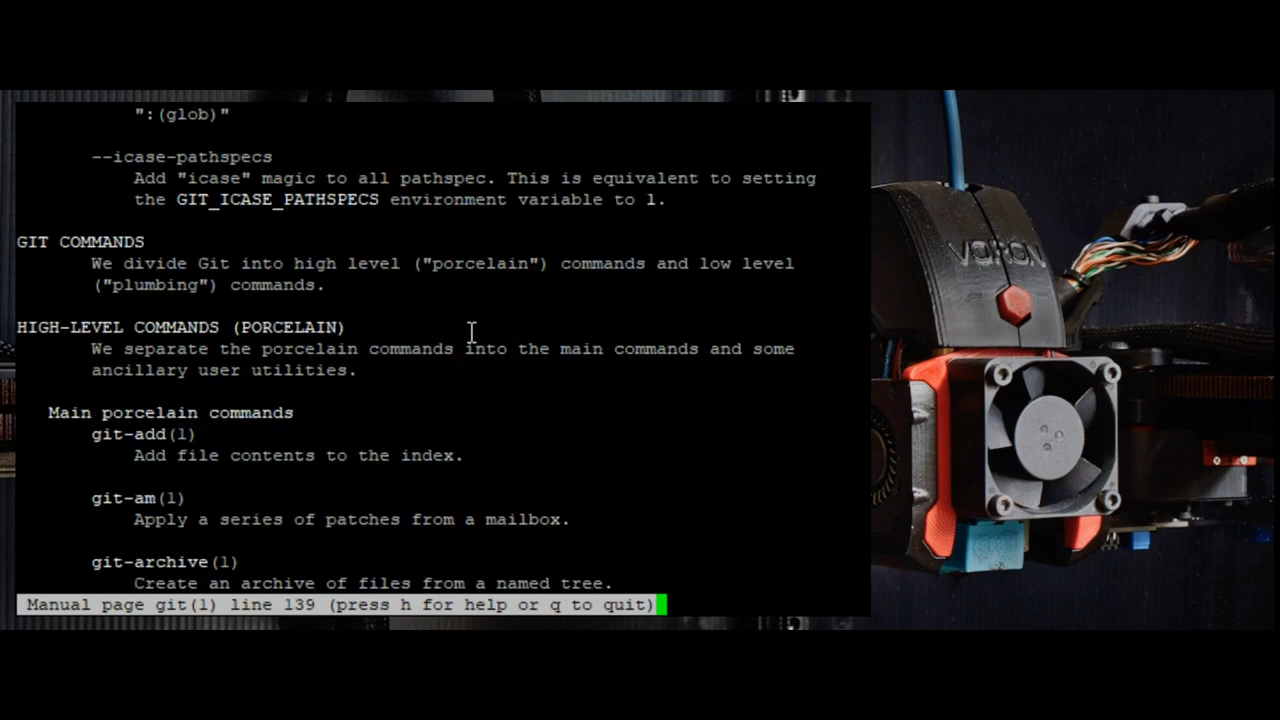 ":(glob)"
--icase-pathspecs
Add "icase" magic to all pathspec. This is equivalent to setting
the GIT_ICASE_PATHSPECS environment variable to 1.
GIT COMMANDS
We divide Git into high level ("porcelain") commands and low level
("plumbing") commands.
HIGH-LEVEL COMMANDS (PORCELAIN)
We separate the porcelain commands into the main commands and some
ancillary user utilities.
Main porcelain commands
git-add(1)
Add file contents to the index.
git-am(1)
Apply a series of patches from a mailbox.
git-archive(1)
Create an archive of files from a named tree.
Manual page git(1) line 139 (press h for help or q to quit)
VORON